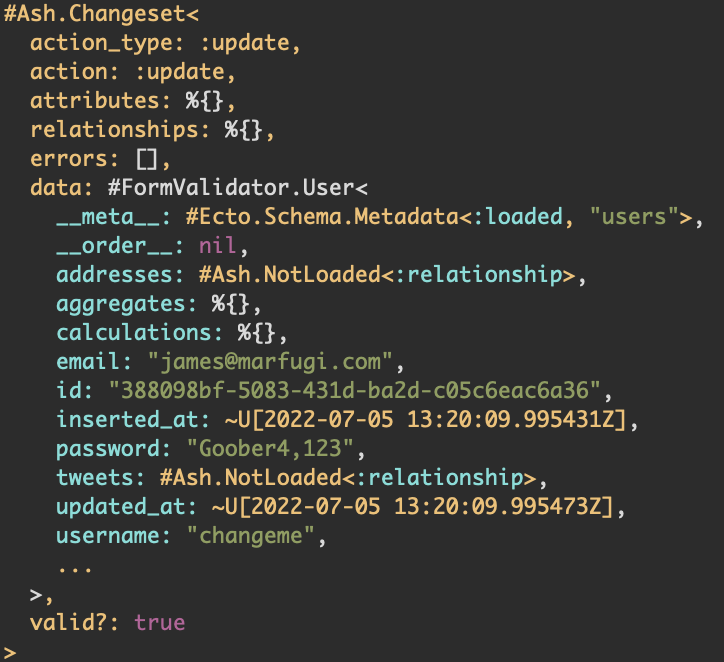 #Ash.Changeset<
  action_type: :update,
  action: :update,
  attributes: %{},
  relationships: %{},
  errors: [],
  data: #FormValidator.User<
    __meta__: #Ecto.Schema.Metadata<:loaded, "users">,
    __order__: nil,
    addresses: #Ash.NotLoaded<:relationship>,
    aggregates: %{},
    calculations: %{},
    email: "james@marfugi.com",
    id: "388098bf-5083-431d-ba2d-c05c6eac6a36",
    inserted_at: ~U[2022-07-05 13:20:09.995431Z],
    password: "Goober4,123",
    tweets: #Ash.NotLoaded<:relationship>,
    updated_at: ~U[2022-07-05 13:20:09.995473Z],
    username: "changeme",
    ...
  >,
  valid?: true
>